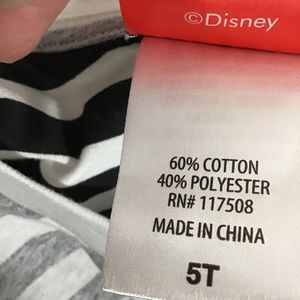 ©Disney
60% COTTON
40% POLYESTER
RN# 117508
MADE IN CHINA
5T